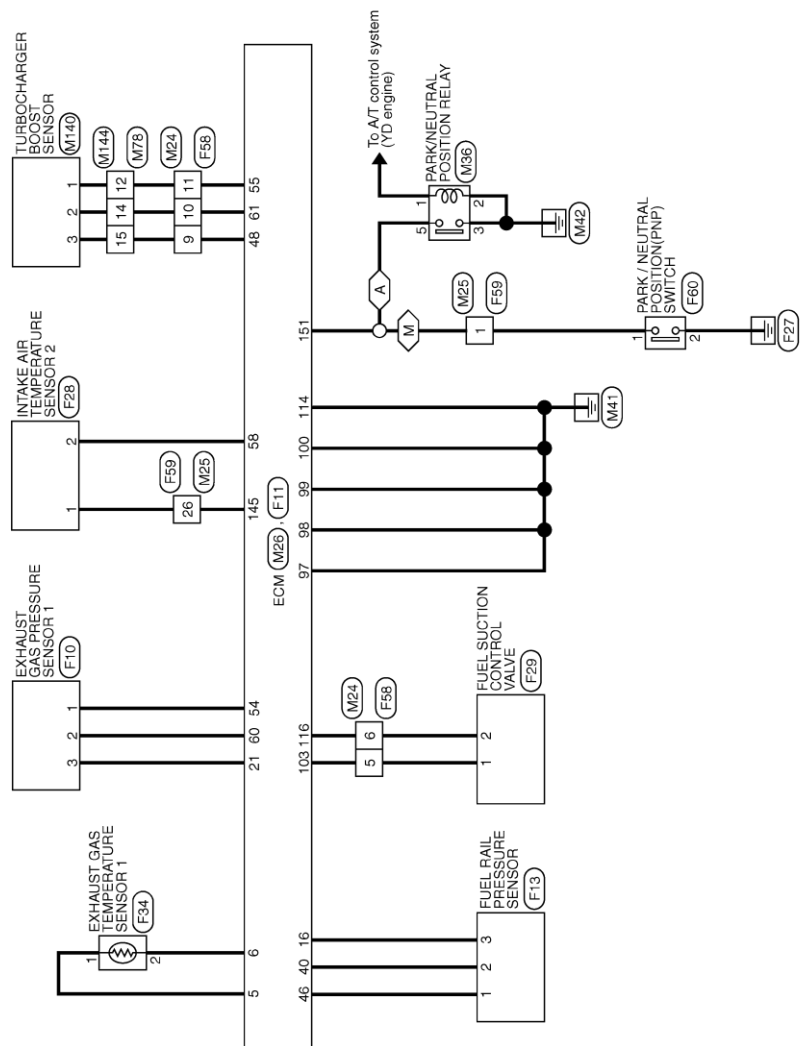 EXHAUST GAS
TEMPERATURE
SENSOR 1
F34
1
2
5
6
EXHAUST
GAS PRESSURE
SENSOR 1
F10
3
2
1
21
60
54
INTAKE AIR
TEMPERATURE
SENSOR 2
F28
1
2
26
F59
M25
145
58
TURBOCHARGER
BOOST
SENSOR
M140
3
2
1
M144
15
14
12
M78
M24
9
10
11
F58
48
61
55
ECM M26 , F11
46
40
16
1
2
3
FUEL RAIL
PRESSURE
SENSOR
F13
103
116
M24
5
6
F58
1
2
FUEL SUCTION
CONTROL
VALVE
F29
97
98
99
100
114
M41
151
A
M
M25
1
F59
To A/T control system
(YD engine)
PARK/NEUTRAL
POSITION RELAY
M36
5
1
3
2
M42
PARK / NEUTRAL
POSITION(PNP)
SWITCH
F60
1
2
F27